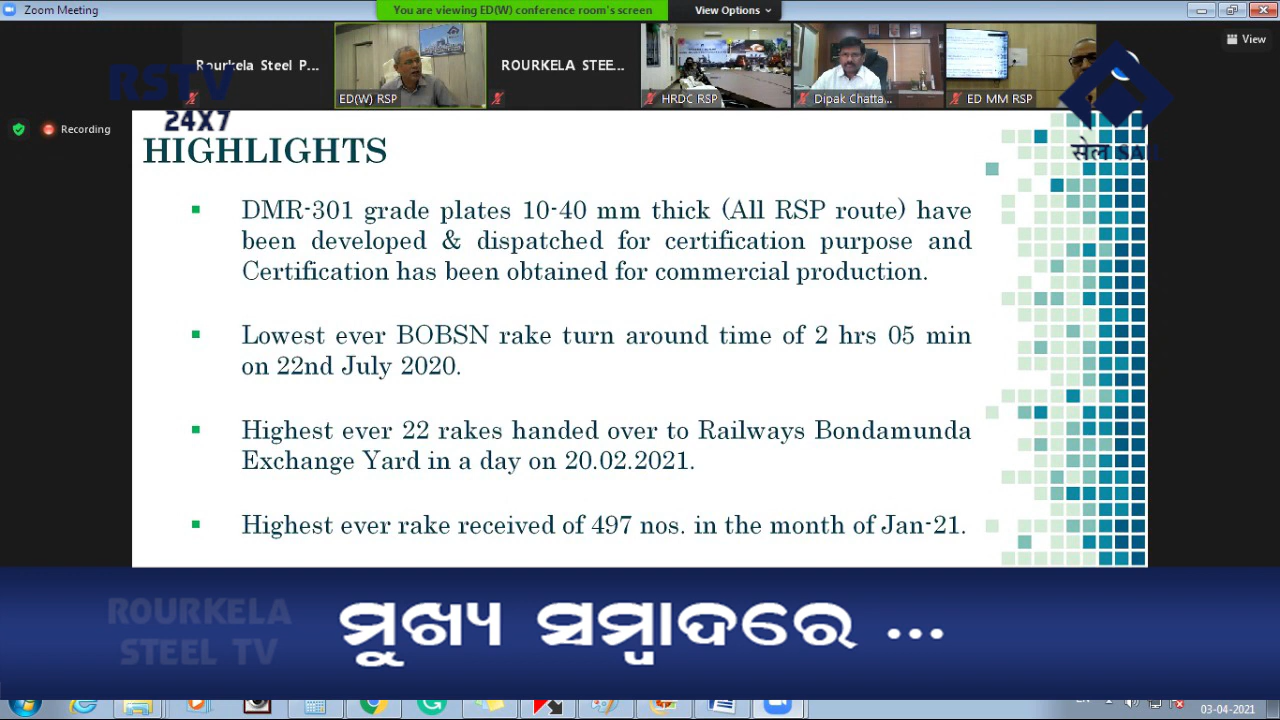 Zoom Meeting
You are viewing ED(W) conference room's screen
View Options
Rourkela Steel P...
ED(W) RSP
ROURKELA STEE...
HRDC RSP
Dipak Chatta...
ED MM RSP
View
RSTV
24X7
सेल SAIL
Recording
HIGHLIGHTS
▪ DMR-301 grade plates 10-40 mm thick (All RSP route) have
been developed & dispatched for certification purpose and
Certification has been obtained for commercial production.
▪ Lowest ever BOBSN rake turn around time of 2 hrs 05 min
on 22nd July 2020.
▪ Highest ever 22 rakes handed over to Railways Bondamunda
Exchange Yard in a day on 20.02.2021.
▪ Highest ever rake received of 497 nos. in the month of Jan-21.
ROURKELA
STEEL TV
ମୁଖ୍ୟ ସମ୍ବାଦରେ ...
03-04-2021